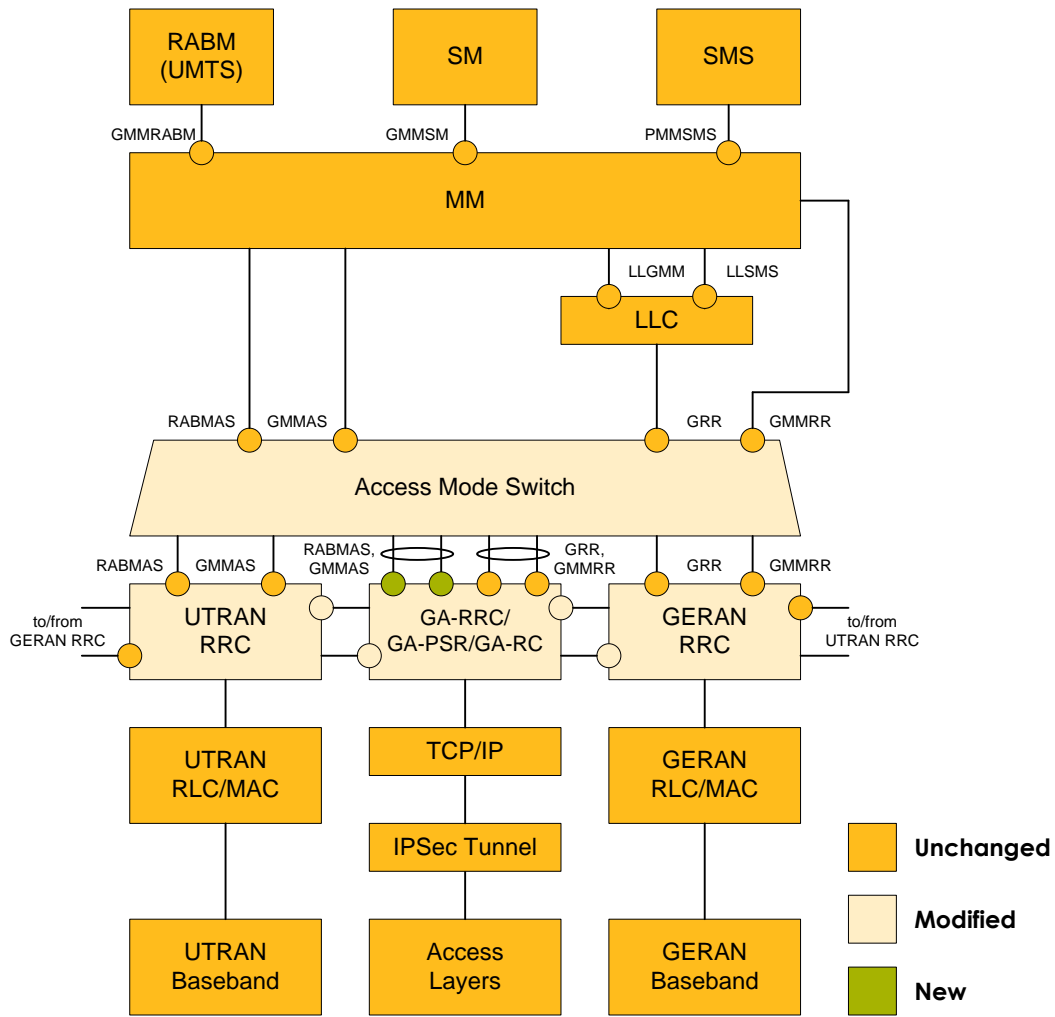 RABM
(UMTS)
SM
SMS
GMMRABM
GMMSM
PMMSMS
MM
LLGMM
LLSMS
LLC
RABMAS
GMMAS
GRR
GMMRR
Access Mode Switch
RABMAS
GMMAS
RABMAS,
GMMAS
GRR,
GMMRR
GRR
GMMRR
to/from
GERAN RRC
UTRAN
RRC
GA-RRC/
GA-PSR/GA-RC
GERAN
RRC
to/from
UTRAN RRC
UTRAN
RLC/MAC
TCP/IP
GERAN
RLC/MAC
IPSec Tunnel
Unchanged
Modified
UTRAN
Baseband
Access
Layers
GERAN
Baseband
New